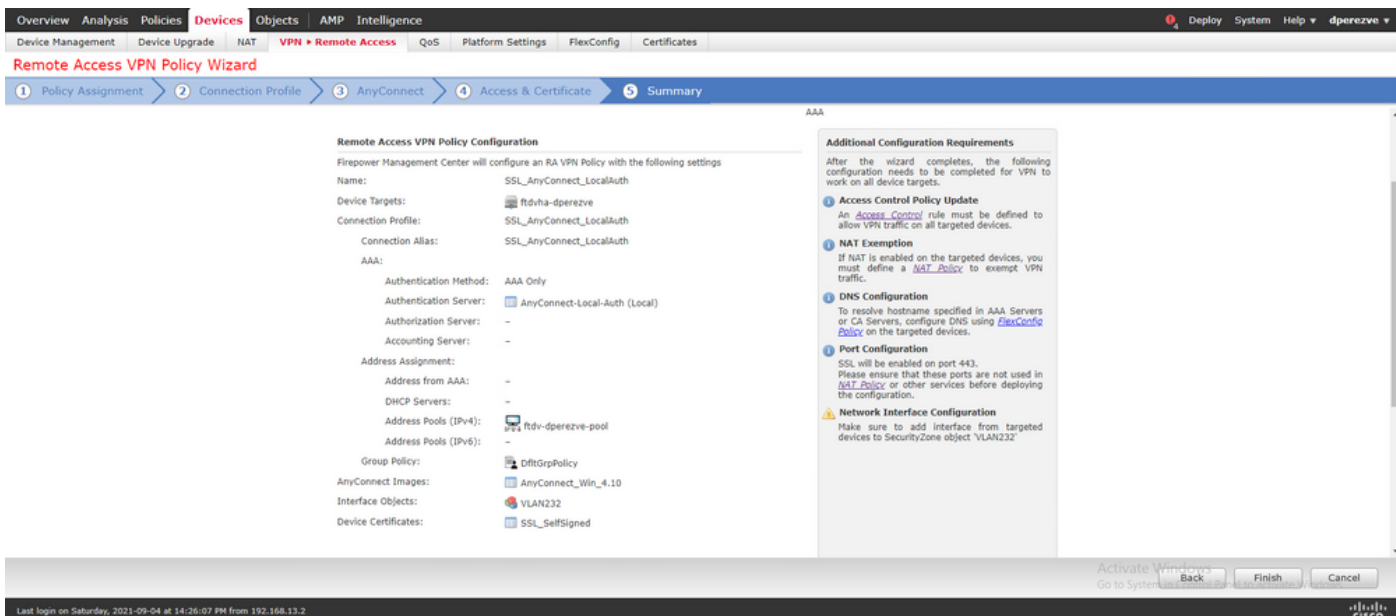 Overview Analysis Policies Devices Objects AMP Intelligence
4 Deploy System Help dperezve
Device Management Device Upgrade NAT VPN ▸ Remote Access QoS Platform Settings FlexConfig Certificates
Remote Access VPN Policy Wizard
1 Policy Assignment 2 Connection Profile 3 AnyConnect 4 Access & Certificate 5 Summary
AAA
Remote Access VPN Policy Configuration
Firepower Management Center will configure an RA VPN Policy with the following settings
Name: SSL_AnyConnect_LocalAuth
Device Targets: ftdvha-dperezve
Connection Profile: SSL_AnyConnect_LocalAuth
Connection Alias: SSL_AnyConnect_LocalAuth
AAA:
Authentication Method: AAA Only
Authentication Server: AnyConnect-Local-Auth (Local)
Authorization Server: –
Accounting Server: –
Address Assignment:
Address from AAA: –
DHCP Servers: –
Address Pools (IPv4): ftdv-dperezve-pool
Address Pools (IPv6): –
Group Policy: DfltGrpPolicy
AnyConnect Images: AnyConnect_Win_4.10
Interface Objects: VLAN232
Device Certificates: SSL_SelfSigned
Additional Configuration Requirements
After the wizard completes, the following
configuration needs to be completed for VPN to
work on all device targets.
Access Control Policy Update
An Access Control rule must be defined to
allow VPN traffic on all targeted devices.
NAT Exemption
If NAT is enabled on the targeted devices, you
must define a NAT Policy to exempt VPN
traffic.
DNS Configuration
To resolve hostname specified in AAA Servers
or CA Servers, configure DNS using FlexConfig
Policy on the targeted devices.
Port Configuration
SSL will be enabled on port 443.
Please ensure that these ports are not used in
NAT Policy or other services before deploying
the configuration.
Network Interface Configuration
Make sure to add interface from targeted
devices to SecurityZone object 'VLAN232'
Activate Windows
Go to System in Control Panel to Activate Windows
Back Finish Cancel
Last login on Saturday, 2021-09-04 at 14:26:07 PM from 192.168.13.2
CISCO